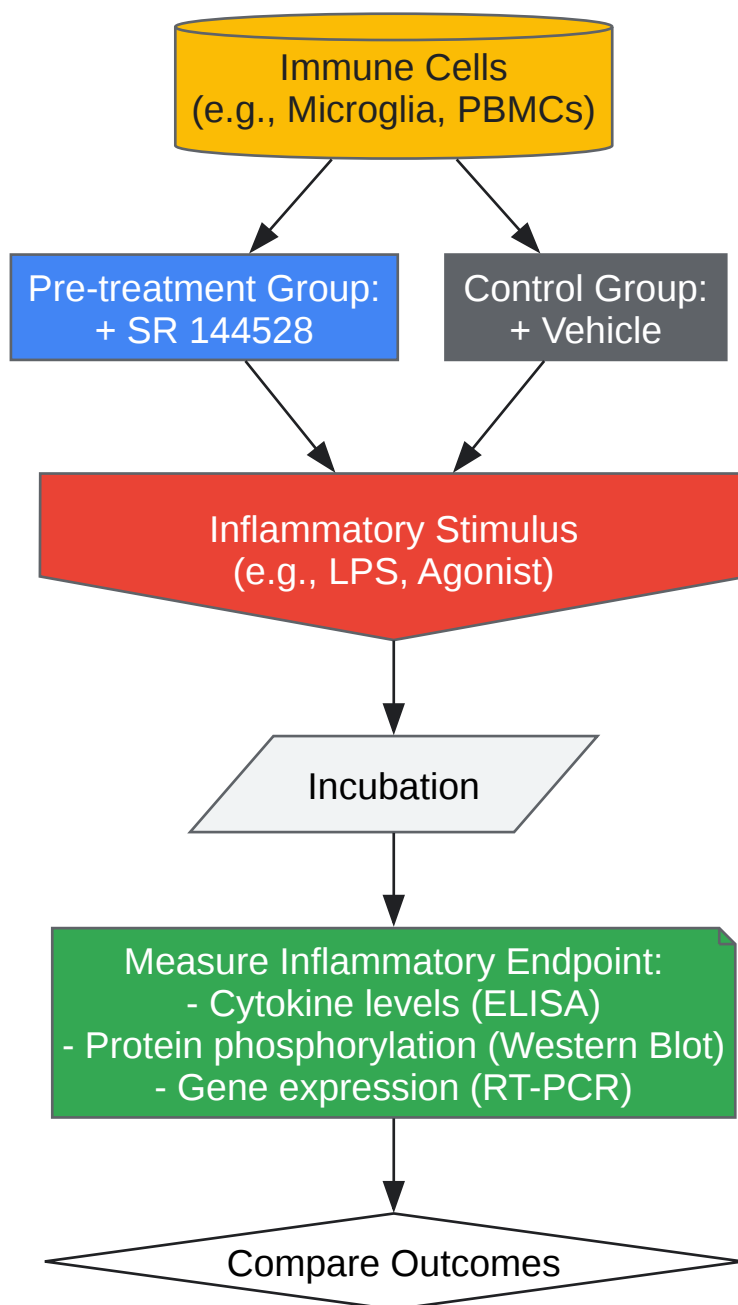 Immune Cells
(e.g., Microglia, PBMCs)
Pre-treatment Group:
+ SR 144528
Control Group:
+ Vehicle
Inflammatory Stimulus
(e.g., LPS, Agonist)
Incubation
Measure Inflammatory Endpoint:
- Cytokine levels (ELISA)
- Protein phosphorylation (Western Blot)
- Gene expression (RT-PCR)
Compare Outcomes